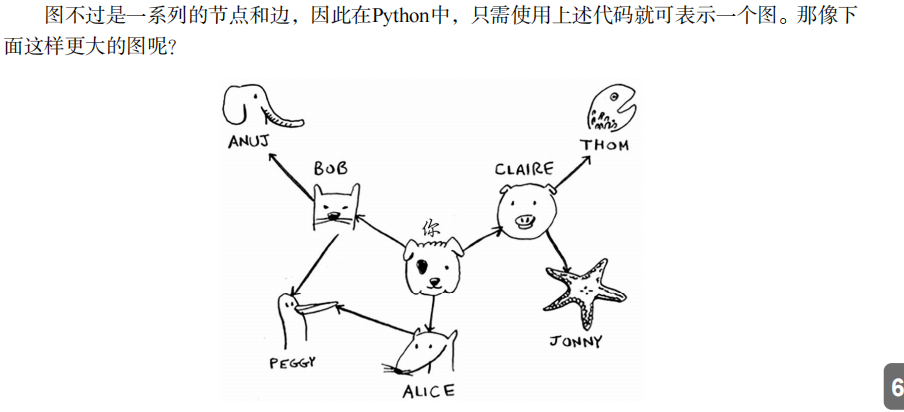 图不过是一系列的节点和边，因此在Python中，只需使用上述代码就可表示一个图。那像下
面这样更大的图呢？
ANUJ
THOM
BOB
CLAIRE
你
PEGGY
JONNY
ALICE
6